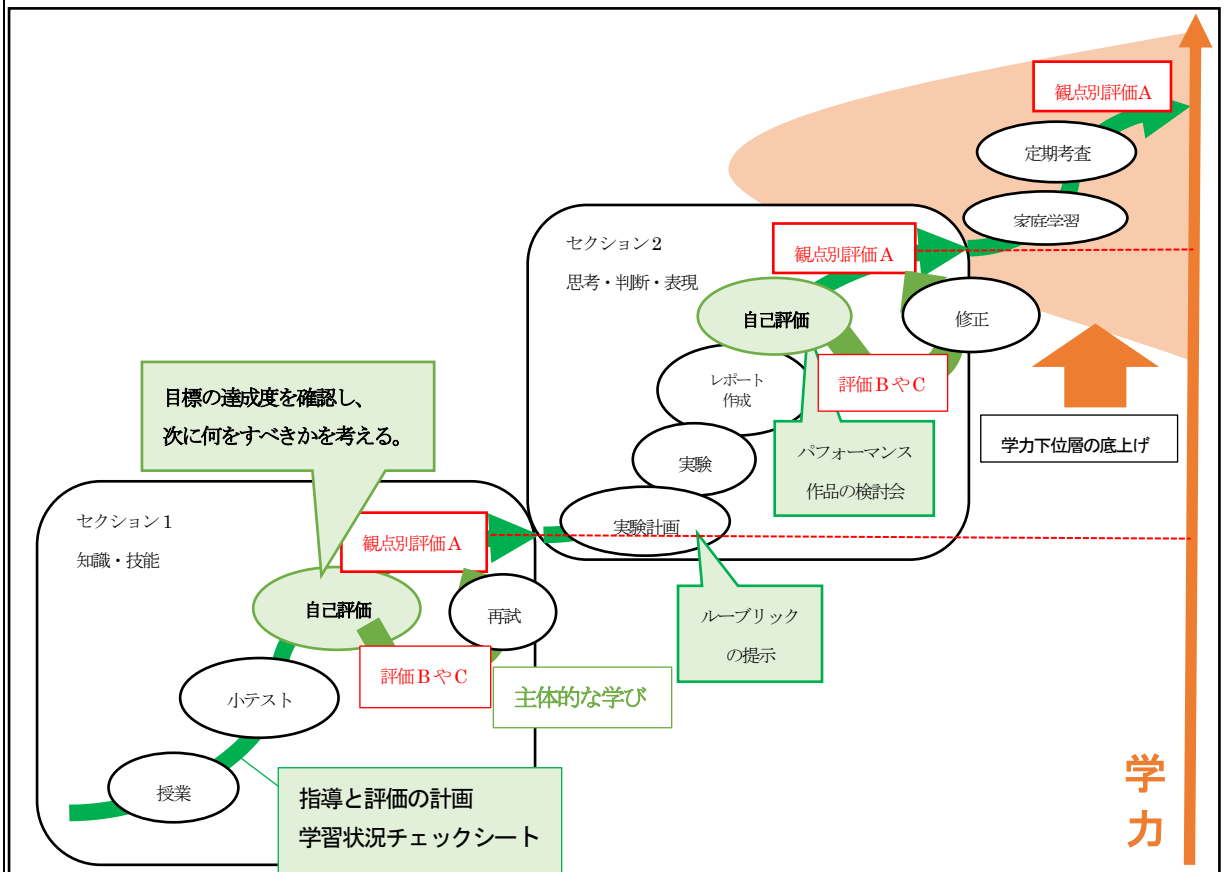 観点別評価A
定期考査
家庭学習
セクション2
思考・判断・表現
観点別評価A
自己評価
修正
レポート
作成
評価BやC
学力下位層の底上げ
目標の達成度を確認し、
次に何をすべきかを考える。
実験
パフォーマンス
作品の検討会
実験計画
セクション1
知識・技能
観点別評価A
自己評価
再試
ルーブリック
の提示
評価BやC
主体的な学び
小テスト
授業
指導と評価の計画
学習状況チェックシート
学
力